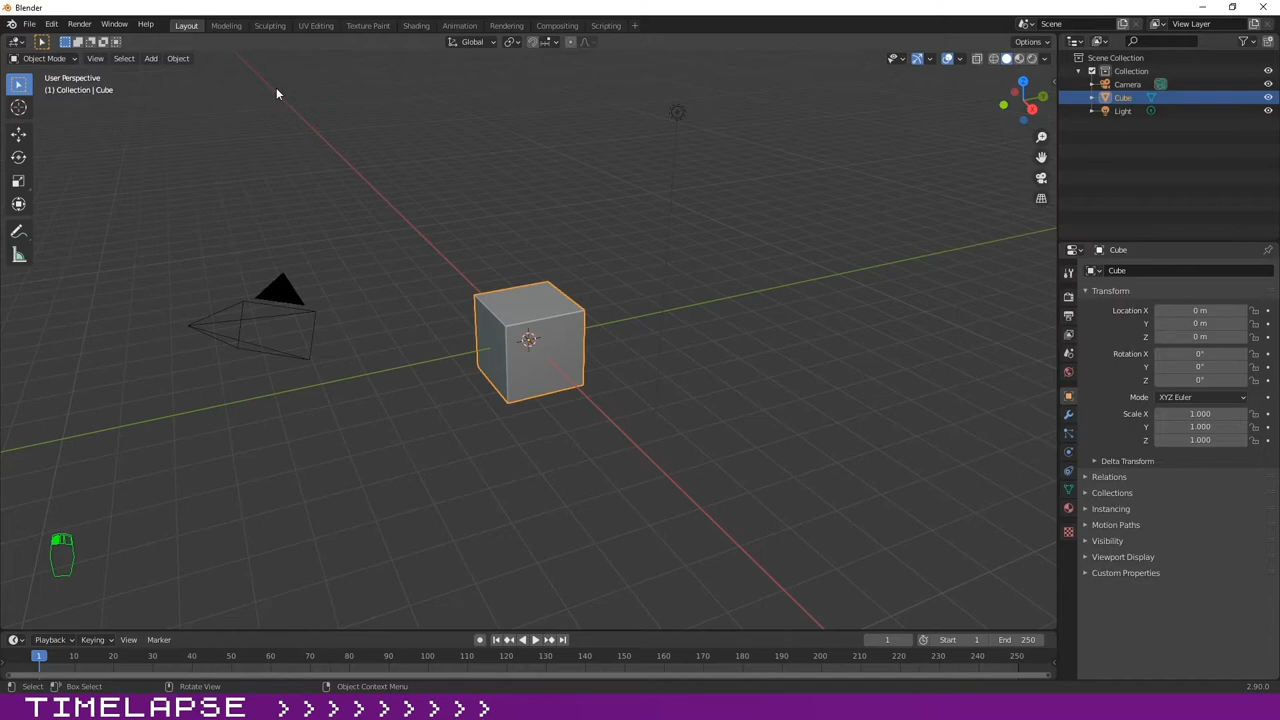 Blender
File Edit Render Window Help
Layout Modeling Sculpting UV Editing Texture Paint Shading Animation Rendering Compositing Scripting +
Scene
View Layer
Global
Options
Object Mode View Select Add Object
User Perspective
(1) Collection | Cube
Z
Y
X
Scene Collection
Collection
Camera
Cube
Light
Cube
Cube
Transform
Location X 0 m
Y 0 m
Z 0 m
Rotation X 0°
Y 0°
Z 0°
Mode XYZ Euler
Scale X 1.000
Y 1.000
Z 1.000
Delta Transform
Relations
Collections
Instancing
Motion Paths
Visibility
Viewport Display
Custom Properties
Playback Keying View Marker
1 Start 1 End 250
1 10 20 30 40 50 60 70 80 90 100 110 120 130 140 150 160 170 180 190 200 210 220 230 240 250
Select Box Select Rotate View Object Context Menu 2.90.0
TIMELAPSE > > > > > > > > >